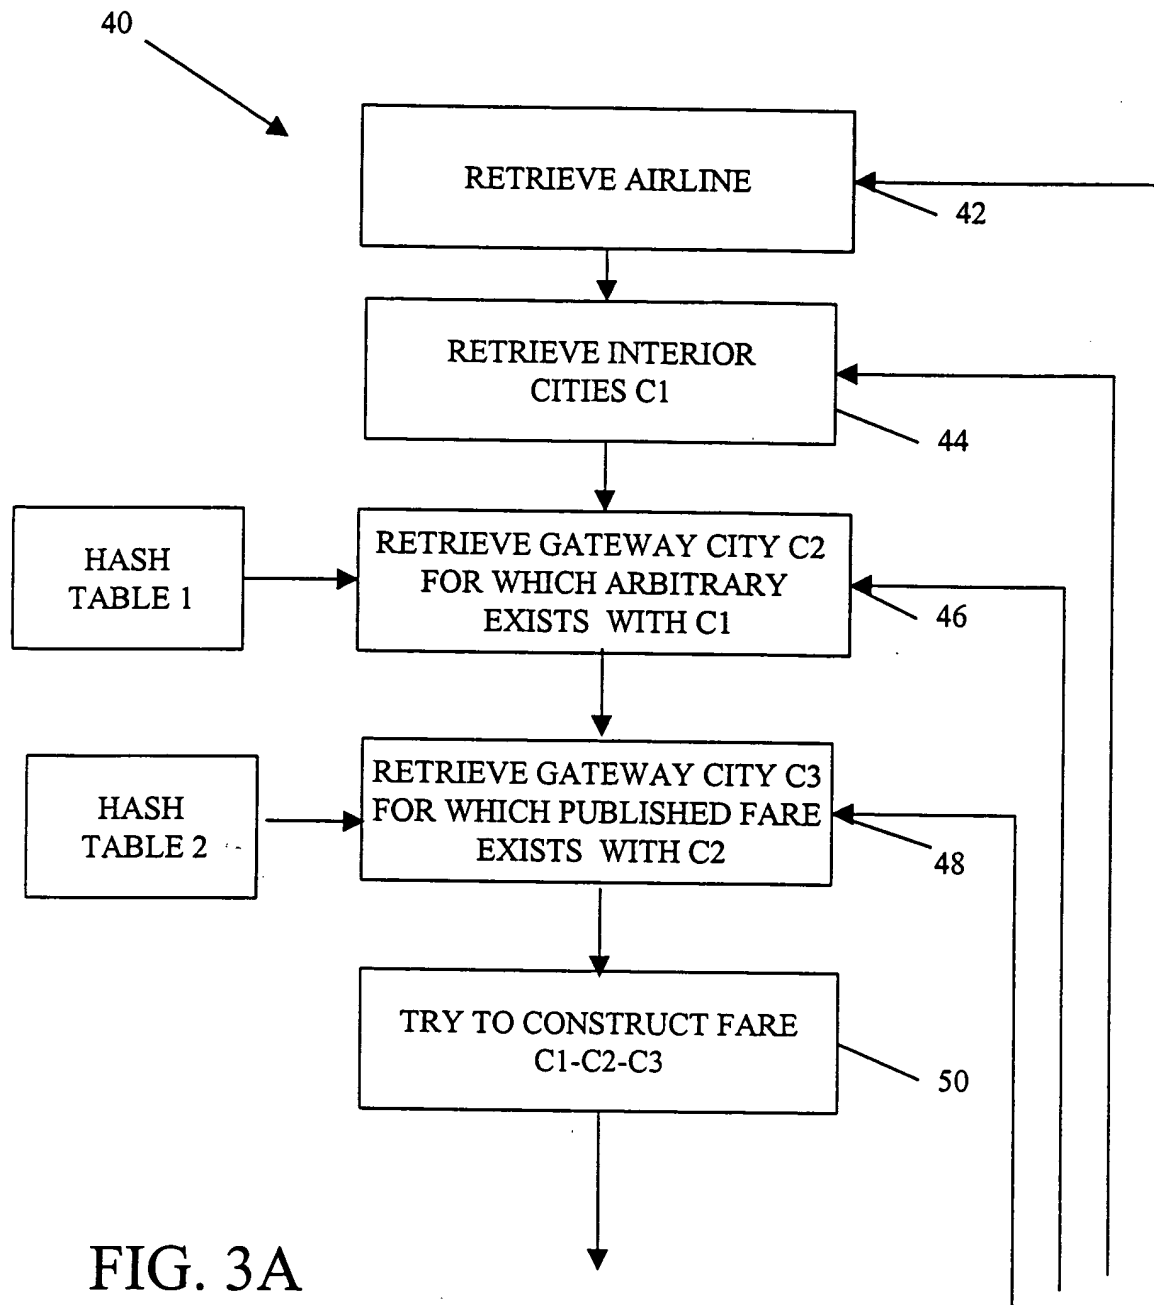 40
RETRIEVE AIRLINE
42
RETRIEVE INTERIOR
CITIES C1
44
HASH
TABLE 1
RETRIEVE GATEWAY CITY C2
FOR WHICH ARBITRARY
EXISTS WITH C1
46
HASH
TABLE 2
RETRIEVE GATEWAY CITY C3
FOR WHICH PUBLISHED FARE
EXISTS WITH C2
48
TRY TO CONSTRUCT FARE
C1-C2-C3
50
FIG. 3A